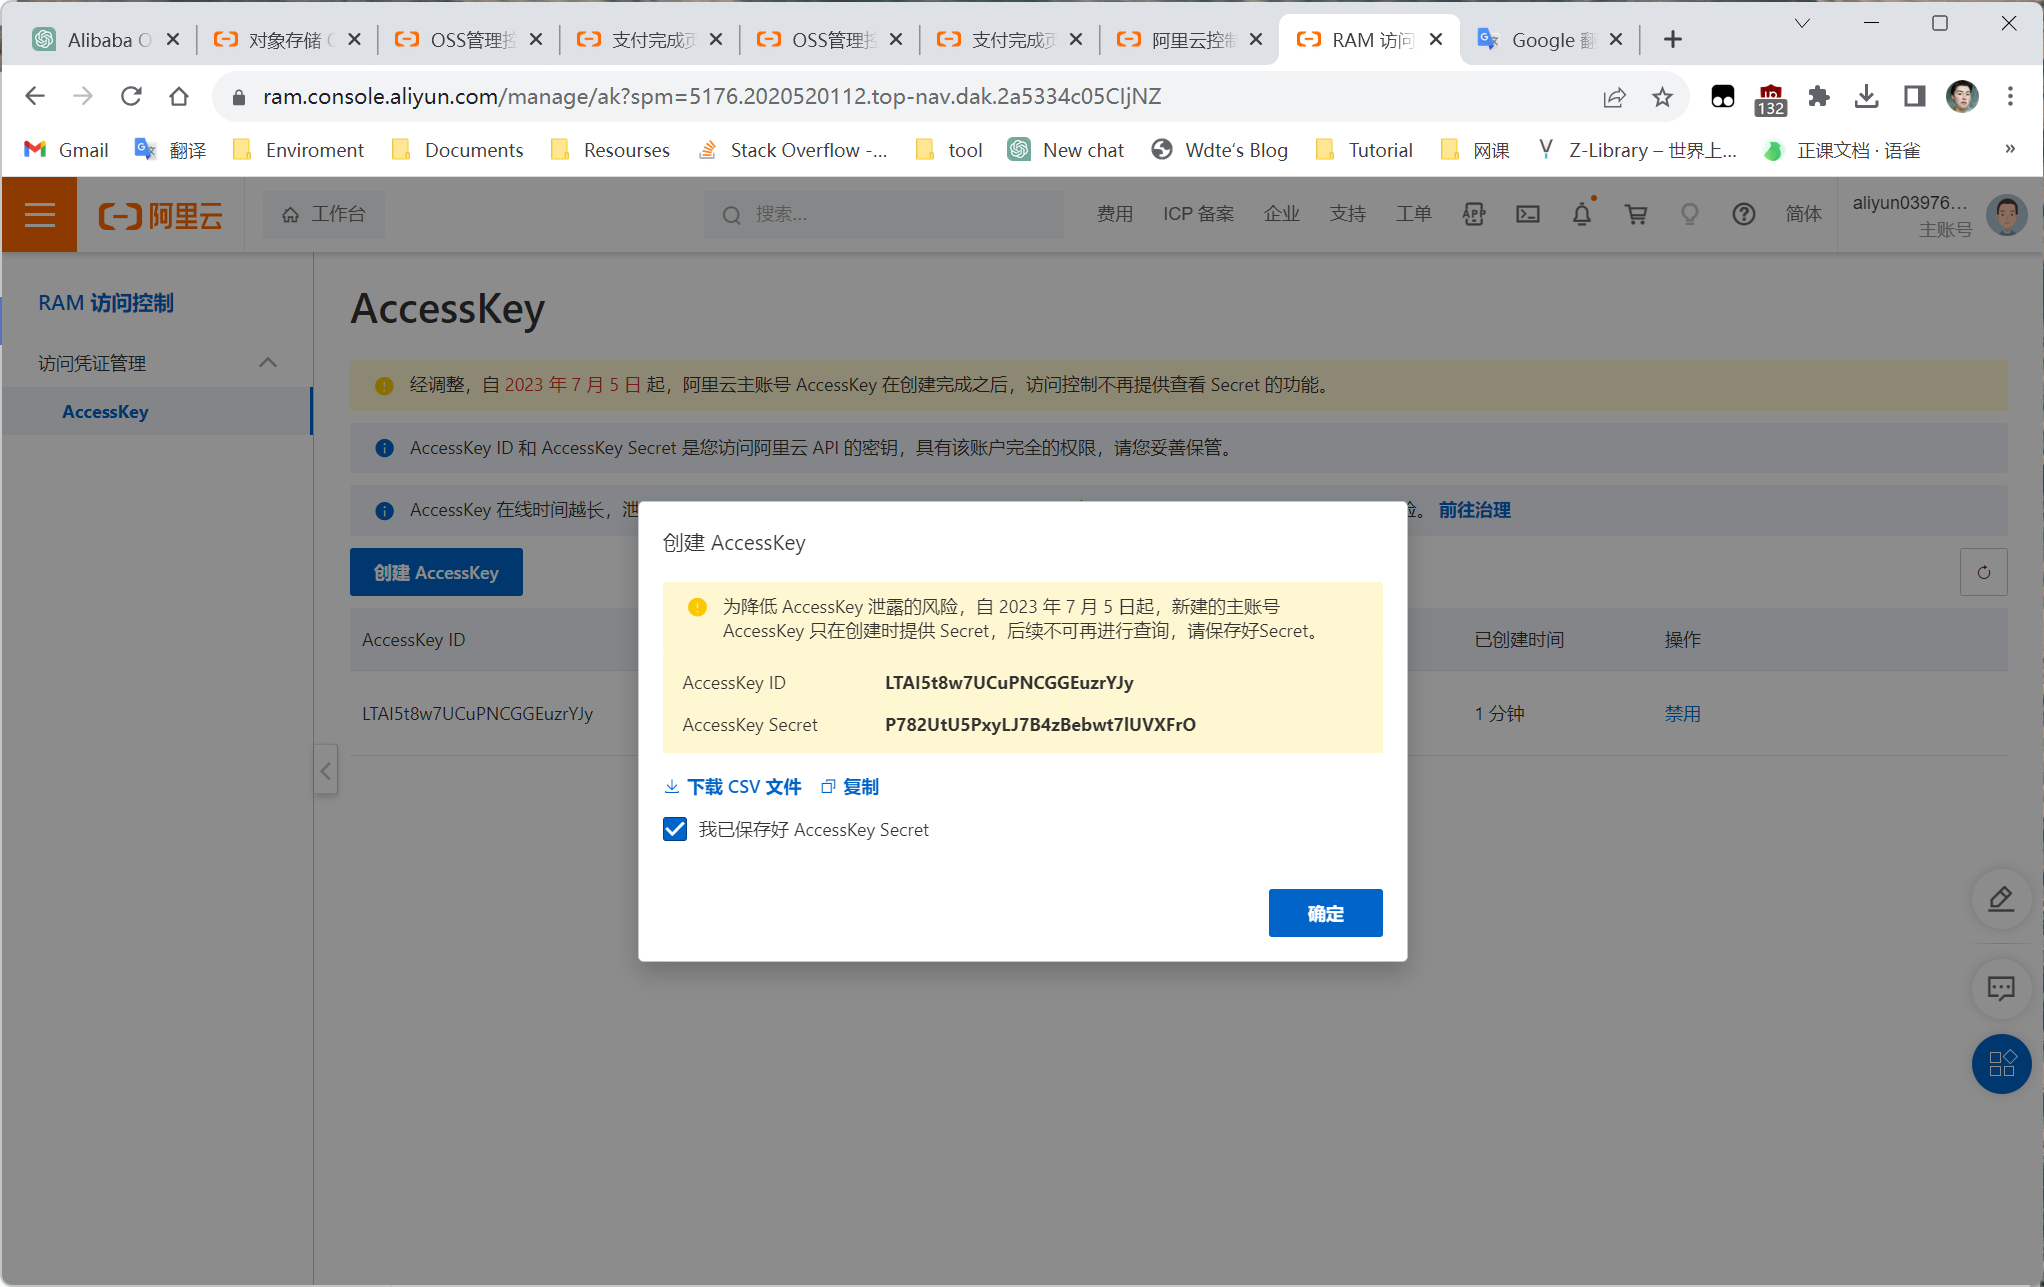 Alibaba O
对象存储
OSS管理控
支付完成页
OSS管理控
支付完成页
阿里云控制
RAM 访问
Google 翻
ram.console.aliyun.com/manage/ak?spm=5176.2020520112.top-nav.dak.2a5334c05CIjNZ
132
Gmail
翻译
Enviroment
Documents
Resourses
Stack Overflow -...
tool
New chat
Wdte‘s Blog
Tutorial
网课
Z-Library – 世界上...
正课文档 · 语雀
»
阿里云
工作台
搜索...
费用
ICP 备案
企业
支持
工单
APP
简体
aliyun03976...
主账号
RAM 访问控制
访问凭证管理
AccessKey
AccessKey
经调整，自 2023 年 7 月 5 日 起，阿里云主账号 AccessKey 在创建完成之后，访问控制不再提供查看 Secret 的功能。
AccessKey ID 和 AccessKey Secret 是您访问阿里云 API 的密钥，具有该账户完全的权限，请您妥善保管。
AccessKey 在线时间越长，泄
险。 前往治理
创建 AccessKey
AccessKey ID
已创建时间
操作
LTAI5t8w7UCuPNCGGEuzrYJy
1 分钟
禁用
创建 AccessKey
为降低 AccessKey 泄露的风险，自 2023 年 7 月 5 日起，新建的主账号
AccessKey 只在创建时提供 Secret，后续不可再进行查询，请保存好Secret。
AccessKey ID
LTAI5t8w7UCuPNCGGEuzrYJy
AccessKey Secret
P782UtU5PxyLJ7B4zBebwt7lUVXFrO
下载 CSV 文件
复制
我已保存好 AccessKey Secret
确定